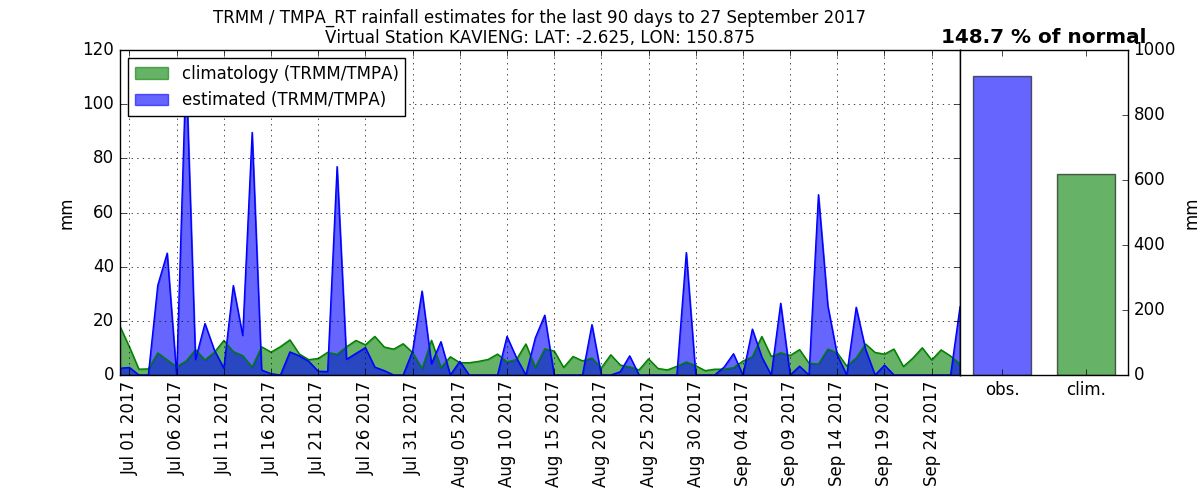 TRMM / TMPA_RT rainfall estimates for the last 90 days to 27 September 2017
Virtual Station KAVIENG: LAT: -2.625, LON: 150.875
148.7 % of normal
climatology (TRMM/TMPA)
estimated (TRMM/TMPA)
120
100
80
60
40
20
0
mm
1000
800
600
400
200
0
mm
Jul 01 2017
Jul 06 2017
Jul 11 2017
Jul 16 2017
Jul 21 2017
Jul 26 2017
Jul 31 2017
Aug 05 2017
Aug 10 2017
Aug 15 2017
Aug 20 2017
Aug 25 2017
Aug 30 2017
Sep 04 2017
Sep 09 2017
Sep 14 2017
Sep 19 2017
Sep 24 2017
obs.
clim.